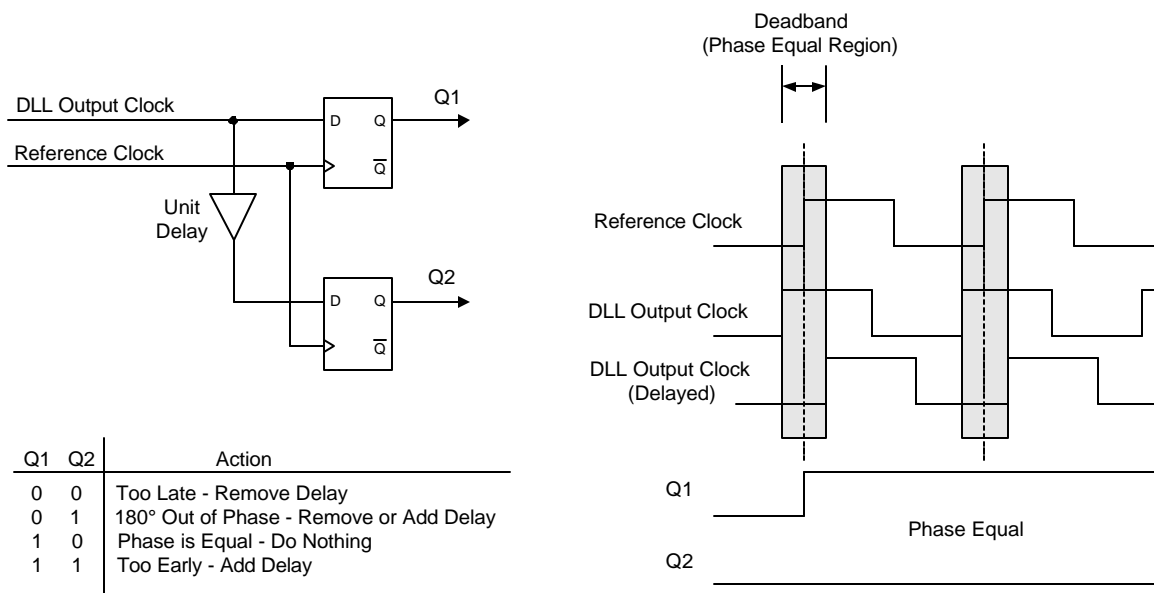 DLL Output Clock
Reference Clock
Unit
Delay
D Q
Q
Q1
D Q
Q
Q2
Q1 Q2 Action
0 0 Too Late - Remove Delay
0 1 180° Out of Phase - Remove or Add Delay
1 0 Phase is Equal - Do Nothing
1 1 Too Early - Add Delay
Deadband
(Phase Equal Region)
Reference Clock
DLL Output Clock
DLL Output Clock
(Delayed)
Q1
Phase Equal
Q2